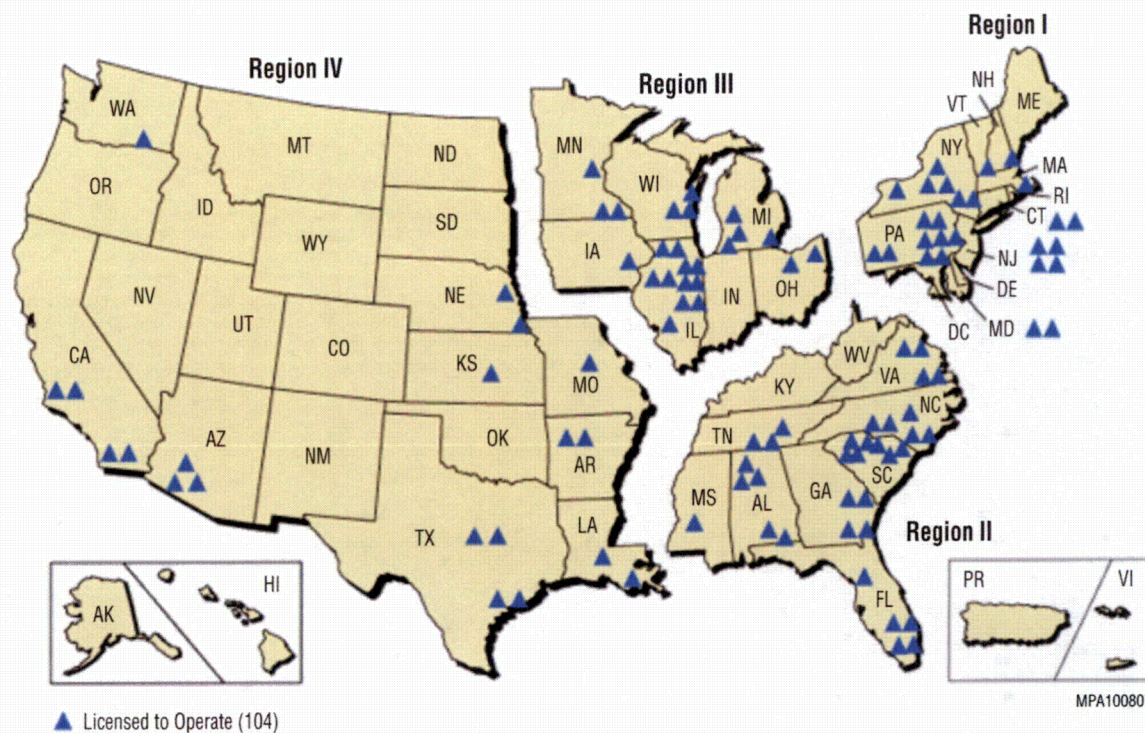 Region I
Region IV
Region III
NH
VT
ME
WA
MT
ND
MN
NY
MA
OR
ID
WI
RI
SD
MI
CT
WY
PA
IA
NJ
NV
NE
IN
OH
DE
UT
IL
DC
MD
CA
CO
KS
WV
MO
KY
VA
NC
AZ
OK
TN
NM
AR
SC
MS
AL
GA
TX
LA
Region II
HI
PR
VI
AK
FL
MPA10080
Licensed to Operate (104)